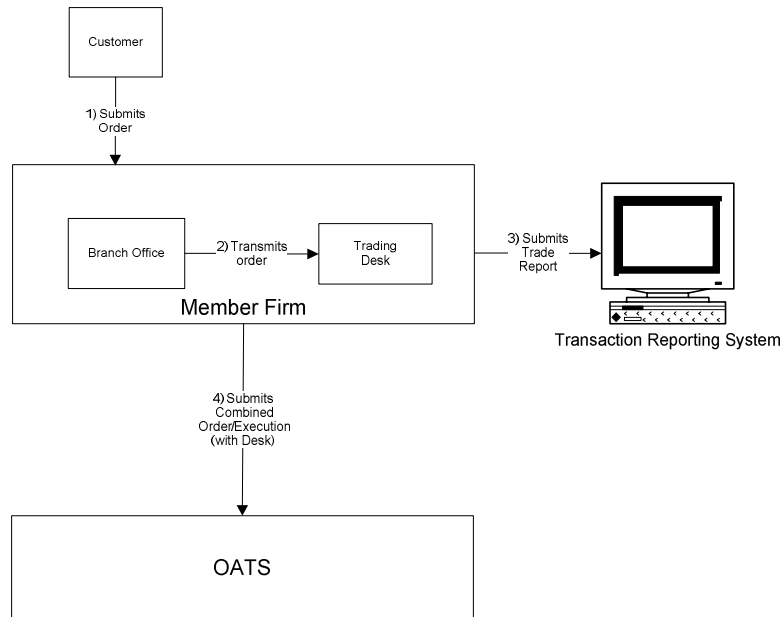 Customer
1) Submits
Order
Branch Office
2) Transmits
order
Trading
Desk
Member Firm
3) Submits
Trade
Report
Transaction Reporting System
4) Submits
Combined
Order/Execution
(with Desk)
OATS